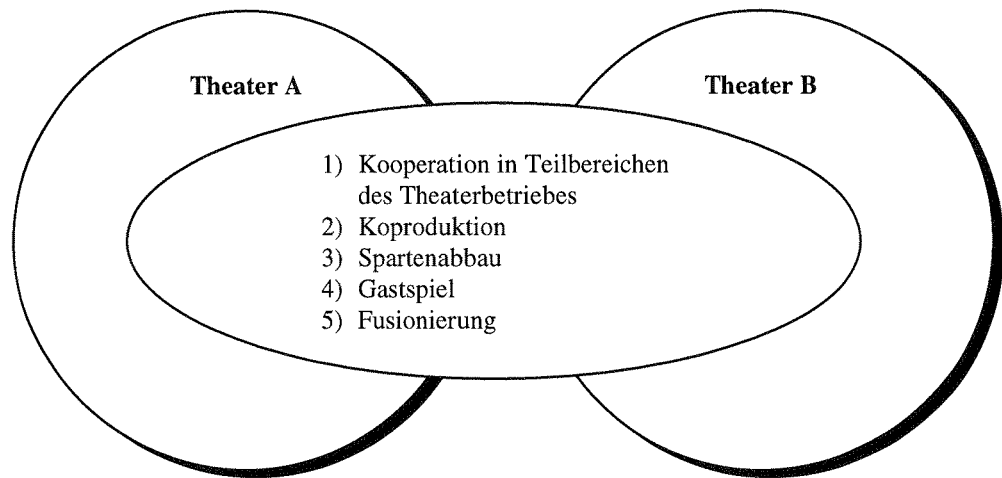 Theater A
Theater B
1) Kooperation in Teilbereichen
des Theaterbetriebes
2) Koproduktion
3) Spartenabbau
4) Gastspiel
5) Fusionierung